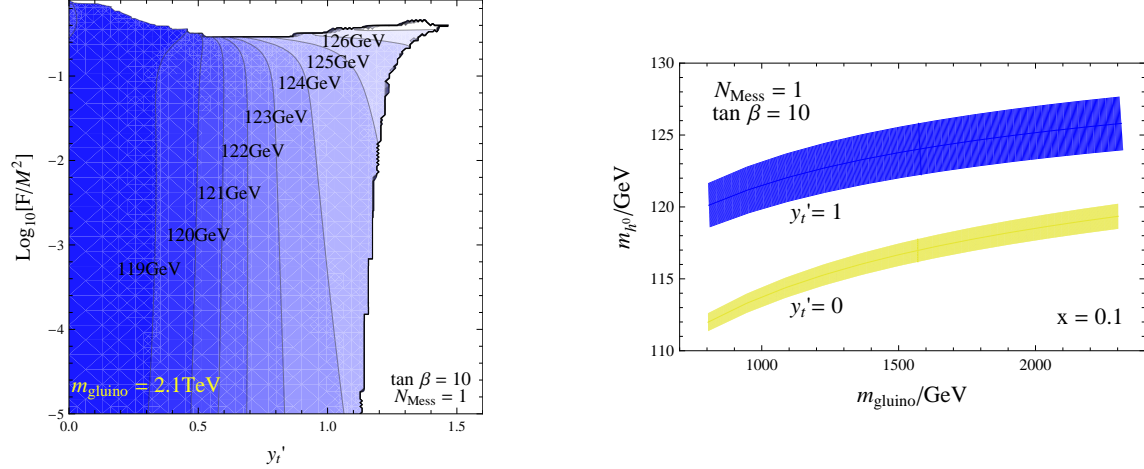 126GeV
125GeV
124GeV
123GeV
122GeV
121GeV
120GeV
119GeV
m_gluino = 2.1TeV
tan β = 10
N_Mess = 1
-1
-2
-3
-4
-5
Log₁₀[F/M²]
0.0 0.5 1.0 1.5
y_t'
130
125
120
115
110
m_h⁰/GeV
N_Mess = 1
tan β = 10
y_t'= 1
y_t'= 0
x = 0.1
1000 1500 2000
m_gluino/GeV